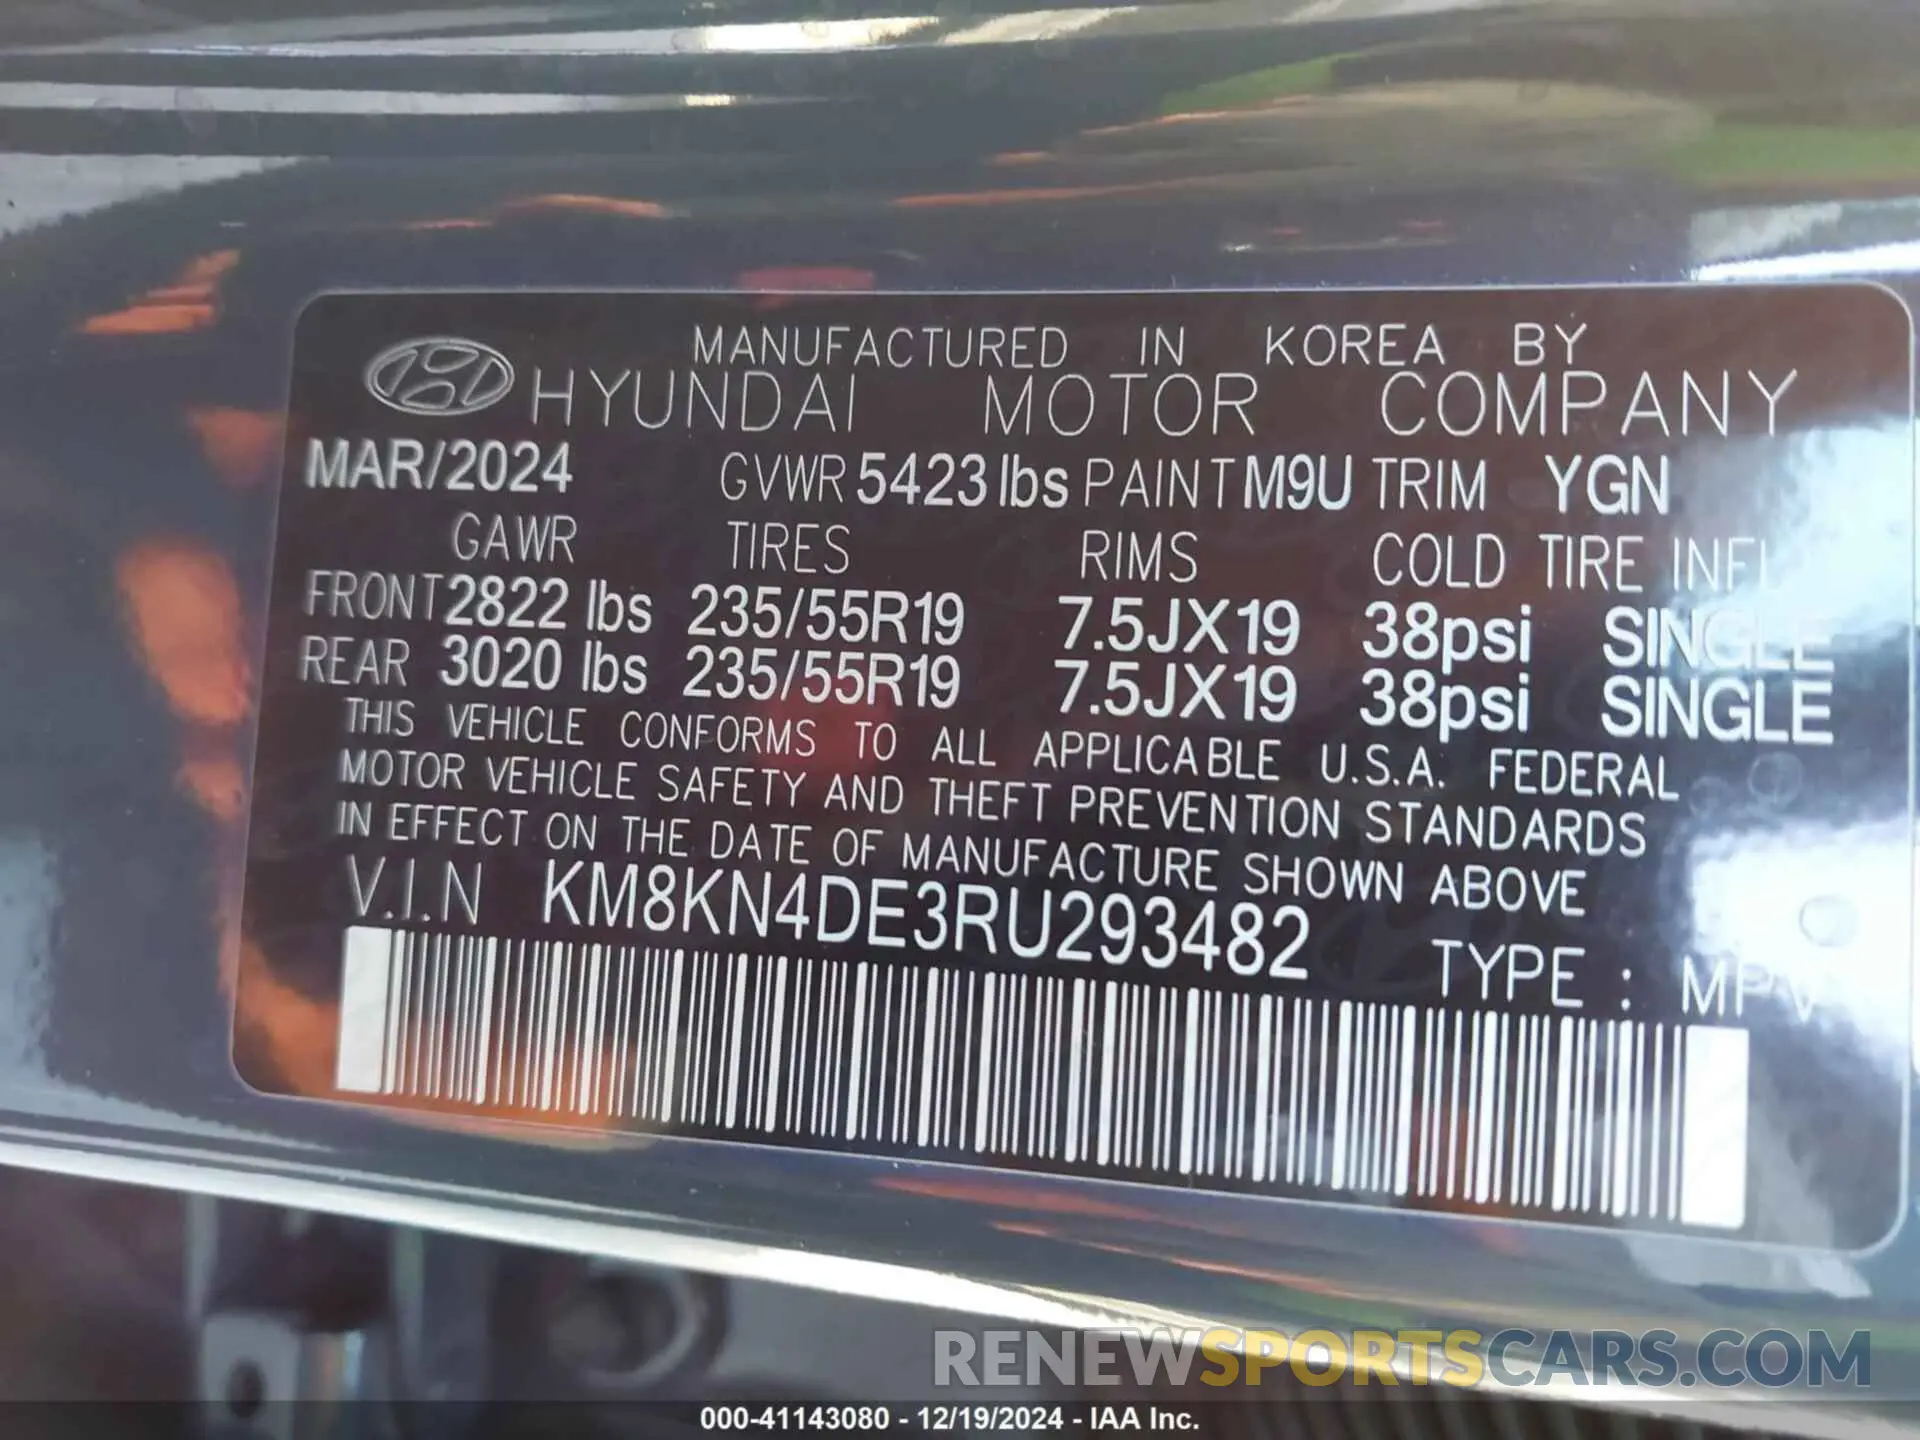 MANUFACTURED IN KOREA BY
HYUNDAI MOTOR COMPANY
MAR/2024 GVWR 5423 lbs PAINT M9U TRIM YGN
GAWR TIRES RIMS COLD TIRE INFL
FRONT 2822 lbs 235/55R19 7.5JX19 38psi SINGLE
REAR 3020 lbs 235/55R19 7.5JX19 38psi SINGLE
THIS VEHICLE CONFORMS TO ALL APPLICABLE U.S.A. FEDERAL
MOTOR VEHICLE SAFETY AND THEFT PREVENTION STANDARDS
IN EFFECT ON THE DATE OF MANUFACTURE SHOWN ABOVE
V.I.N KM8KN4DE3RU293482
TYPE : MPV
RENEWSPORTSCARS.COM
000-41143080 - 12/19/2024 - IAA Inc.